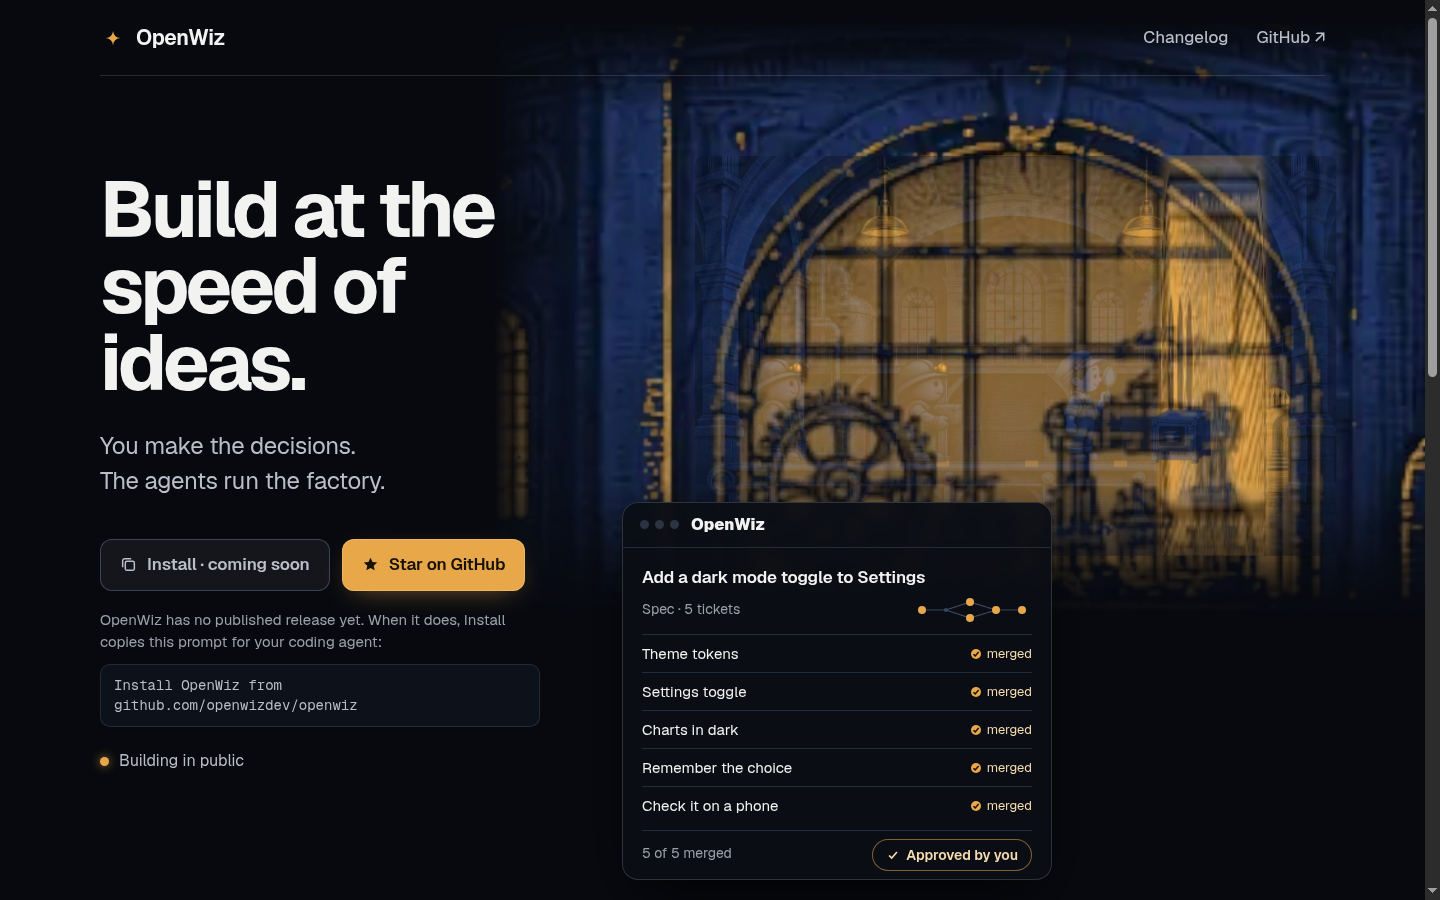 OpenWiz
Changelog
GitHub ↗
Build at the
speed of
ideas.
You make the decisions.
The agents run the factory.
Install · coming soon
Star on GitHub
OpenWiz has no published release yet. When it does, Install
copies this prompt for your coding agent:
Install OpenWiz from
github.com/openwizdev/openwiz
Building in public
OpenWiz
Add a dark mode toggle to Settings
Spec · 5 tickets
Theme tokens merged
Settings toggle merged
Charts in dark merged
Remember the choice merged
Check it on a phone merged
5 of 5 merged
Approved by you